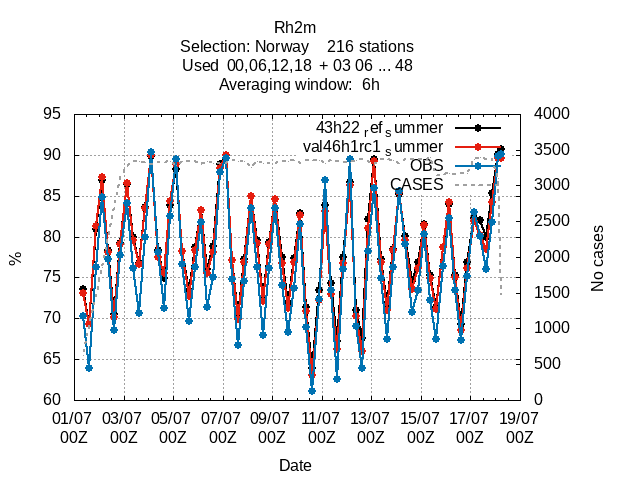 Rh2m
Selection: Norway 216 stations
Used 00,06,12,18 + 03 06 ... 48
Averaging window: 6h
95
90
85
80
75
70
65
60
%
4000
3500
3000
2500
2000
1500
1000
500
0
No cases
43h22refsummer
val46h1rc1summer
OBS
CASES
01/07 03/07 05/07 07/07 09/07 11/07 13/07 15/07 17/07 19/07
00Z 00Z 00Z 00Z 00Z 00Z 00Z 00Z 00Z 00Z
Date